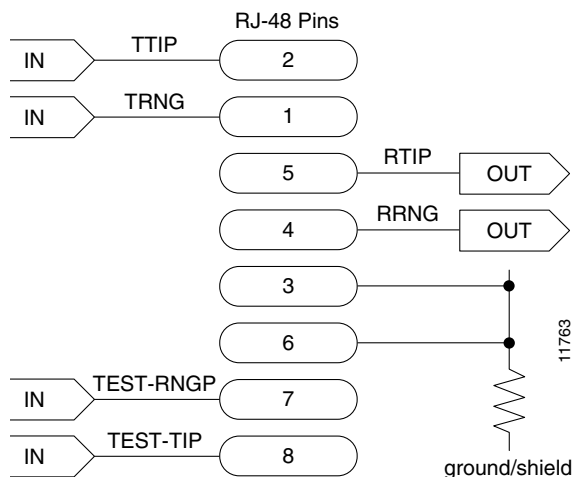 RJ-48 Pins
IN TTIP 2
IN TRNG 1
5 RTIP OUT
4 RRNG OUT
3
6
11763
IN TEST-RNGP 7
IN TEST-TIP 8
ground/shield